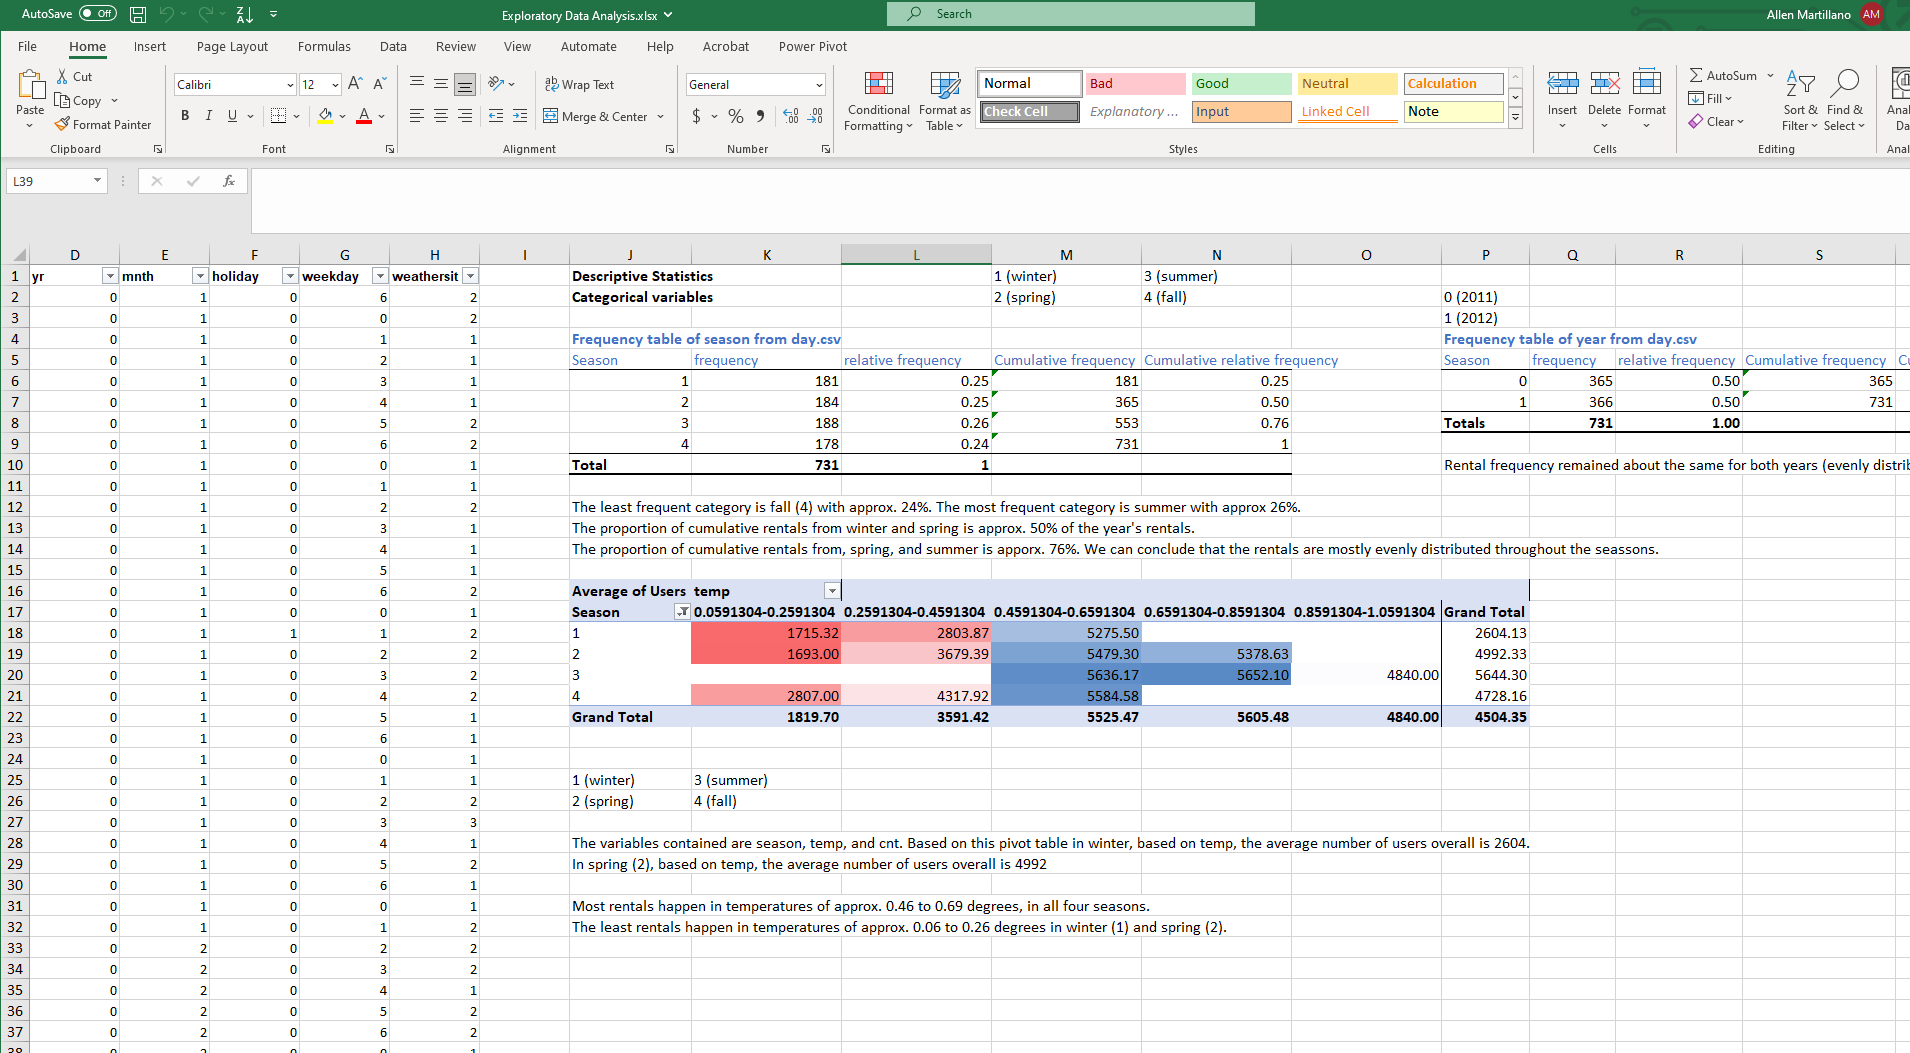 AutoSave Off Exploratory Data Analysis.xlsx Search Allen Martillano AM
File Home Insert Page Layout Formulas Data Review View Automate Help Acrobat Power Pivot
Paste Cut Copy Format Painter Clipboard
Calibri 12 B I U A Font
Wrap Text Merge & Center Alignment
General $ % Number
Conditional Formatting Format as Table
Normal Bad Good Neutral Calculation
Check Cell Explanatory ... Input Linked Cell Note
Styles
Insert Delete Format Cells
AutoSum Fill Clear Sort & Filter Find & Select Editing
Anal Da Anal
L39 fx
D E F G H I J K L M N O P Q R S
1 yr mnth holiday weekday weathersit Descriptive Statistics 1 (winter) 3 (summer)
2 0 1 0 6 2 Categorical variables 2 (spring) 4 (fall) 0 (2011)
3 0 1 0 0 2 1 (2012)
4 0 1 0 1 1 Frequency table of season from day.csv Frequency table of year from day.csv
5 0 1 0 2 1 Season frequency relative frequency Cumulative frequency Cumulative relative frequency Season frequency relative frequency Cumulative frequency Cu
6 0 1 0 3 1 1 181 0.25 181 0.25 0 365 0.50 365
7 0 1 0 4 1 2 184 0.25 365 0.50 1 366 0.50 731
8 0 1 0 5 2 3 188 0.26 553 0.76 Totals 731 1.00
9 0 1 0 6 2 4 178 0.24 731 1
10 0 1 0 0 1 Total 731 1 Rental frequency remained about the same for both years (evenly distrib
11 0 1 0 1 1
12 0 1 0 2 2 The least frequent category is fall (4) with approx. 24%. The most frequent category is summer with approx 26%.
13 0 1 0 3 1 The proportion of cumulative rentals from winter and spring is approx. 50% of the year's rentals.
14 0 1 0 4 1 The proportion of cumulative rentals from, spring, and summer is apporx. 76%. We can conclude that the rentals are mostly evenly distributed throughout the seassons.
15 0 1 0 5 1
16 0 1 0 6 2 Average of Users temp
17 0 1 0 0 1 Season 0.0591304-0.2591304 0.2591304-0.4591304 0.4591304-0.6591304 0.6591304-0.8591304 0.8591304-1.0591304 Grand Total
18 0 1 1 1 2 1 1715.32 2803.87 5275.50 2604.13
19 0 1 0 2 2 2 1693.00 3679.39 5479.30 5378.63 4992.33
20 0 1 0 3 2 3 5636.17 5652.10 4840.00 5644.30
21 0 1 0 4 2 4 2807.00 4317.92 5584.58 4728.16
22 0 1 0 5 1 Grand Total 1819.70 3591.42 5525.47 5605.48 4840.00 4504.35
23 0 1 0 6 1
24 0 1 0 0 1
25 0 1 0 1 1 1 (winter) 3 (summer)
26 0 1 0 2 2 2 (spring) 4 (fall)
27 0 1 0 3 3
28 0 1 0 4 1 The variables contained are season, temp, and cnt. Based on this pivot table in winter, based on temp, the average number of users overall is 2604.
29 0 1 0 5 2 In spring (2), based on temp, the average number of users overall is 4992
30 0 1 0 6 1
31 0 1 0 0 1 Most rentals happen in temperatures of approx. 0.46 to 0.69 degrees, in all four seasons.
32 0 1 0 1 2 The least rentals happen in temperatures of approx. 0.06 to 0.26 degrees in winter (1) and spring (2).
33 0 2 0 2 2
34 0 2 0 3 2
35 0 2 0 4 1
36 0 2 0 5 2
37 0 2 0 6 2
38 0 2 0 0 1